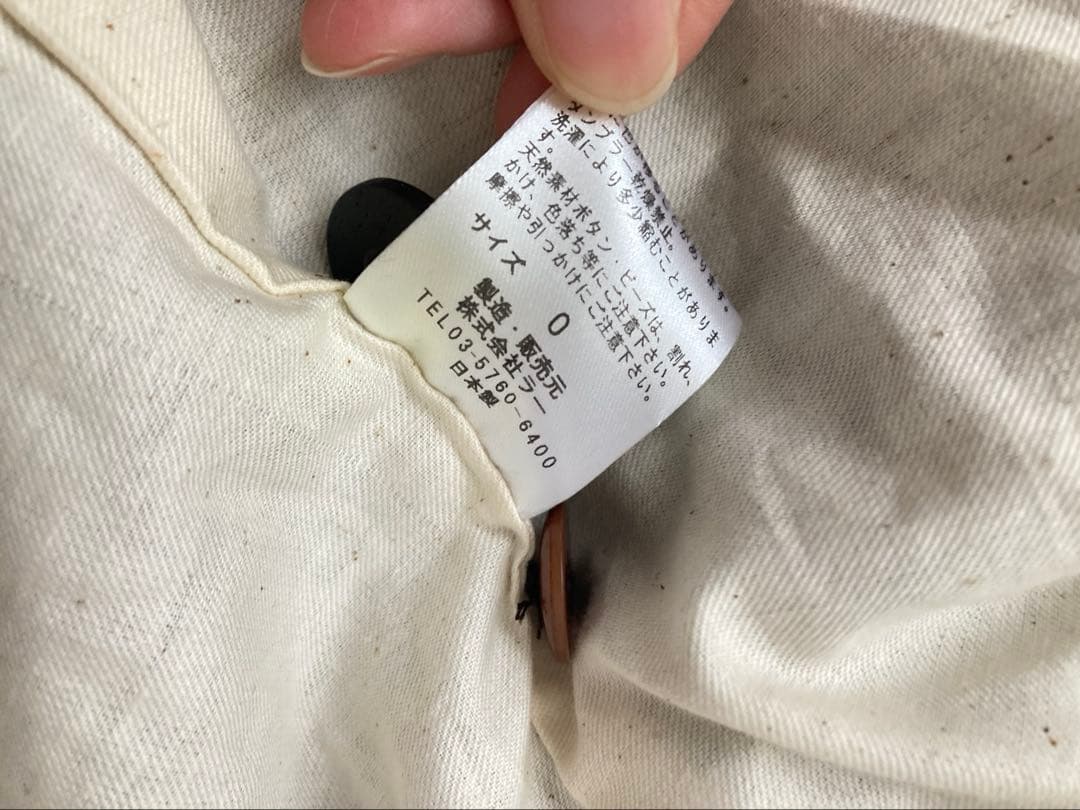 タンブラー乾燥禁止。
洗濯により多少縮むことがありま
す。
天然素材ボタン・ビーズは、割れ、
かけ、色落ち等にご注意下さい。
摩擦や引っかけにご注意下さい。
サイズ 0
製造・販売元
株式会社ラー
TEL03-5760-6400
日本製